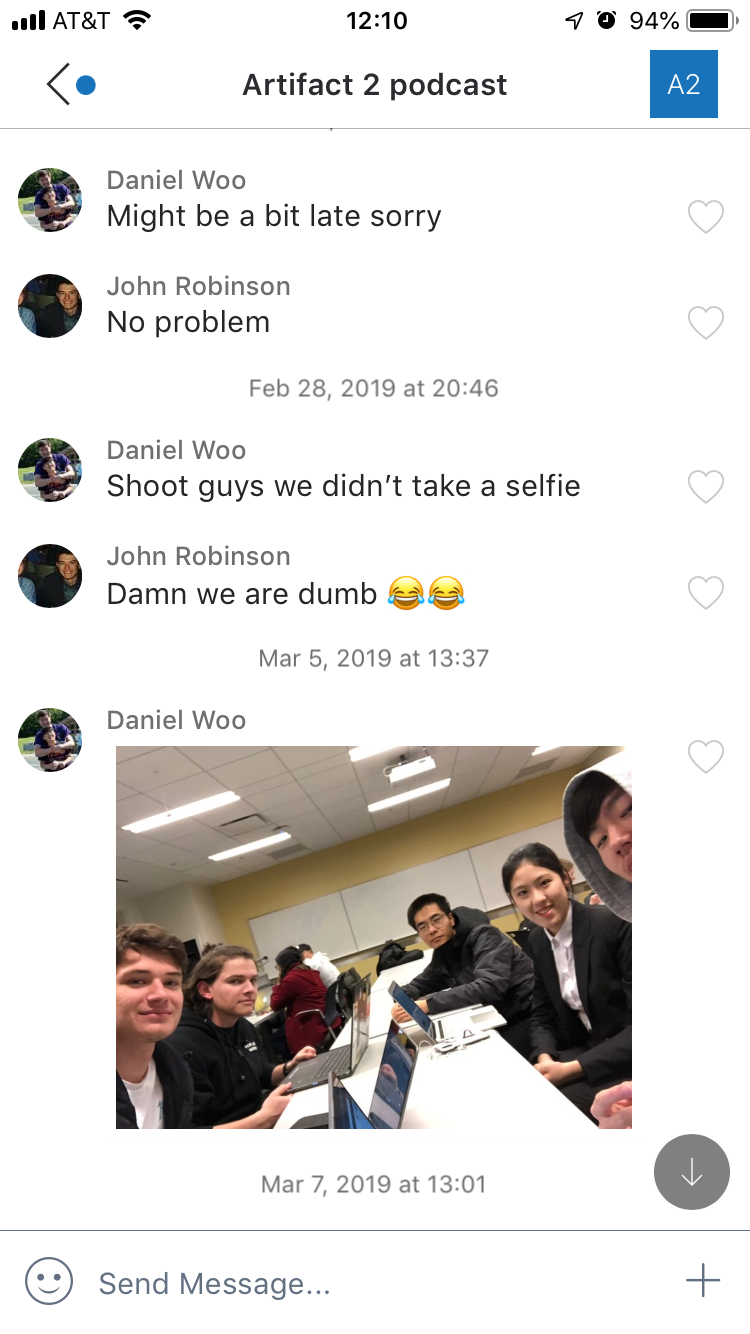 AT&T 12:10 94%
Artifact 2 podcast A2
Daniel Woo
Might be a bit late sorry
John Robinson
No problem
Feb 28, 2019 at 20:46
Daniel Woo
Shoot guys we didn’t take a selfie
John Robinson
Damn we are dumb 😂😂
Mar 5, 2019 at 13:37
Daniel Woo
Mar 7, 2019 at 13:01
Send Message...